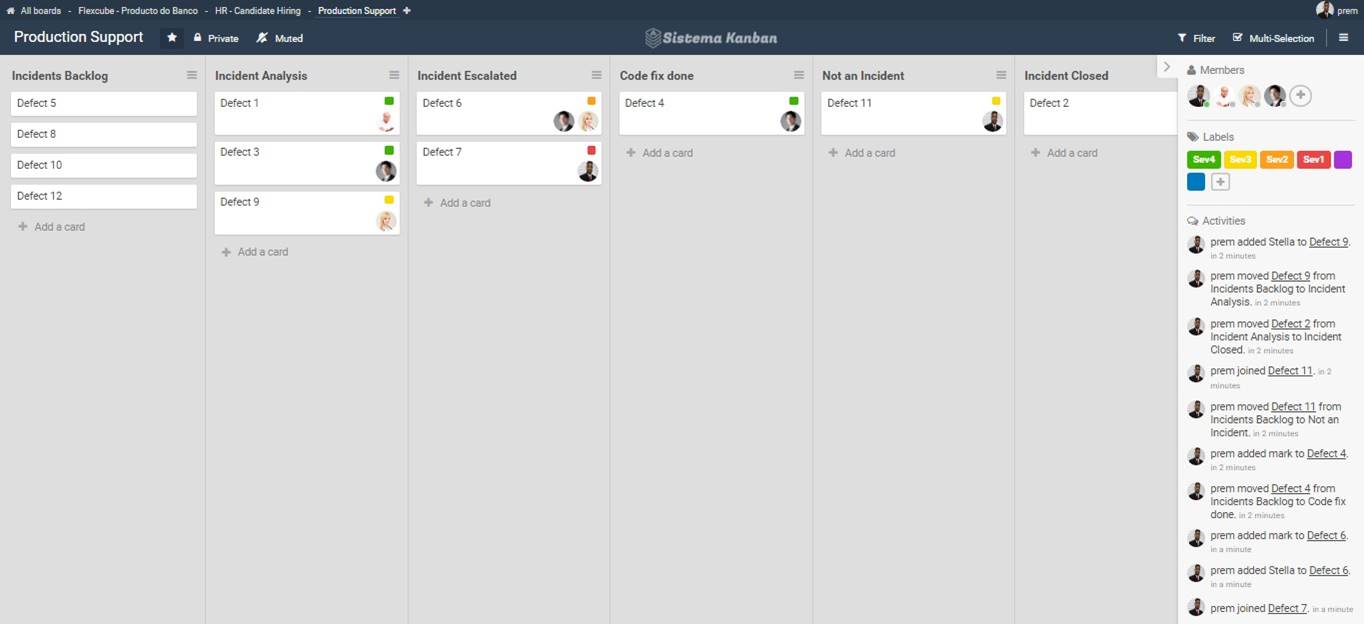 All boards - Flexcube - Producto do Banco - HR - Candidate Hiring - Production Support
prem
Production Support
Private
Muted
Sistema Kanban
Filter
Multi-Selection
Incidents Backlog
Defect 5
Defect 8
Defect 10
Defect 12
Add a card
Incident Analysis
Defect 1
Defect 3
Defect 9
Add a card
Incident Escalated
Defect 6
Defect 7
Add a card
Code fix done
Defect 4
Add a card
Not an Incident
Defect 11
Add a card
Incident Closed
Defect 2
Add a card
Members
Labels
Sev4 Sev3 Sev2 Sev1
Activities
prem added Stella to Defect 9.
in 2 minutes
prem moved Defect 9 from
Incidents Backlog to Incident
Analysis. in 2 minutes
prem moved Defect 2 from
Incident Analysis to Incident
Closed. in 2 minutes
prem joined Defect 11. in 2
minutes
prem moved Defect 11 from
Incidents Backlog to Not an
Incident. in 2 minutes
prem added mark to Defect 4.
in 2 minutes
prem moved Defect 4 from
Incidents Backlog to Code fix
done. in 2 minutes
prem added mark to Defect 6.
in a minute
prem added Stella to Defect 6.
in a minute
prem joined Defect 7. in a minute